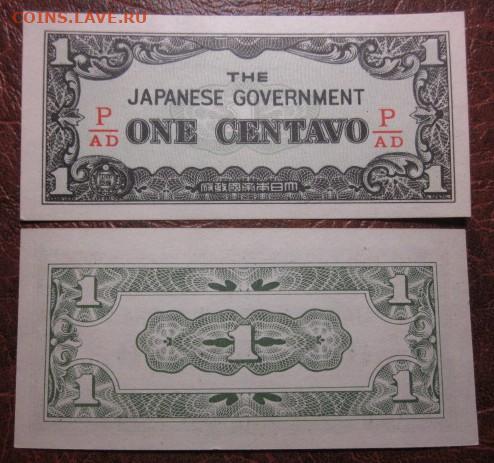 COINS.LAVE.RU
1 1
THE
JAPANESE GOVERNMENT
P ONE CENTAVO P
AD AD
1 1
府政國帝本日大
1 1
1
1 1